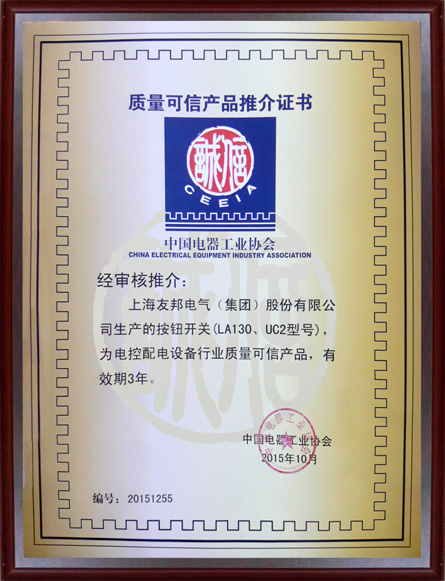 质量可信产品推介证书
誠信
CEEIA
中国电器工业协会
CHINA ELECTRICAL EQUIPMENT INDUSTRY ASSOCIATION
经审核推介：
上海友邦电气（集团）股份有限公
司生产的按钮开关(LA130、UC2型号)，
为电控配电设备行业质量可信产品，有
效期3年。
中国电器工业协会
2015年10月
编号：20151255